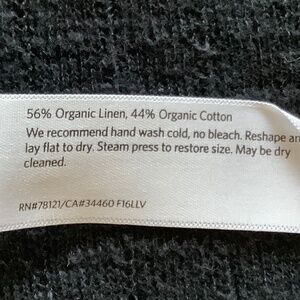 56% Organic Linen, 44% Organic Cotton
We recommend hand wash cold, no bleach. Reshape an
lay flat to dry. Steam press to restore size. May be dry
cleaned.
RN#78121/CA#34460 F16LLV